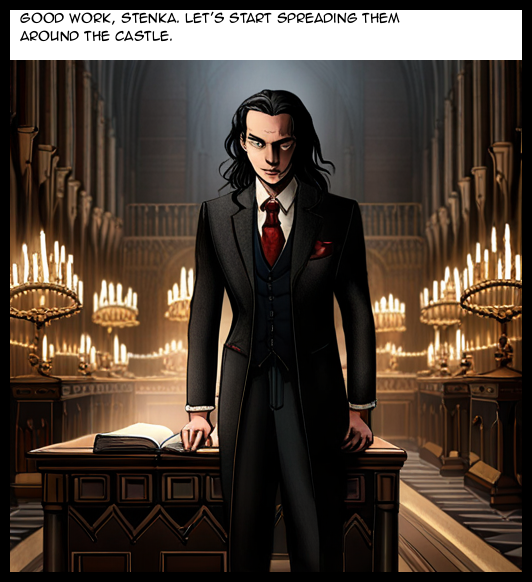 GOOD WORK, STENKA. LET'S START SPREADING THEM
AROUND THE CASTLE.